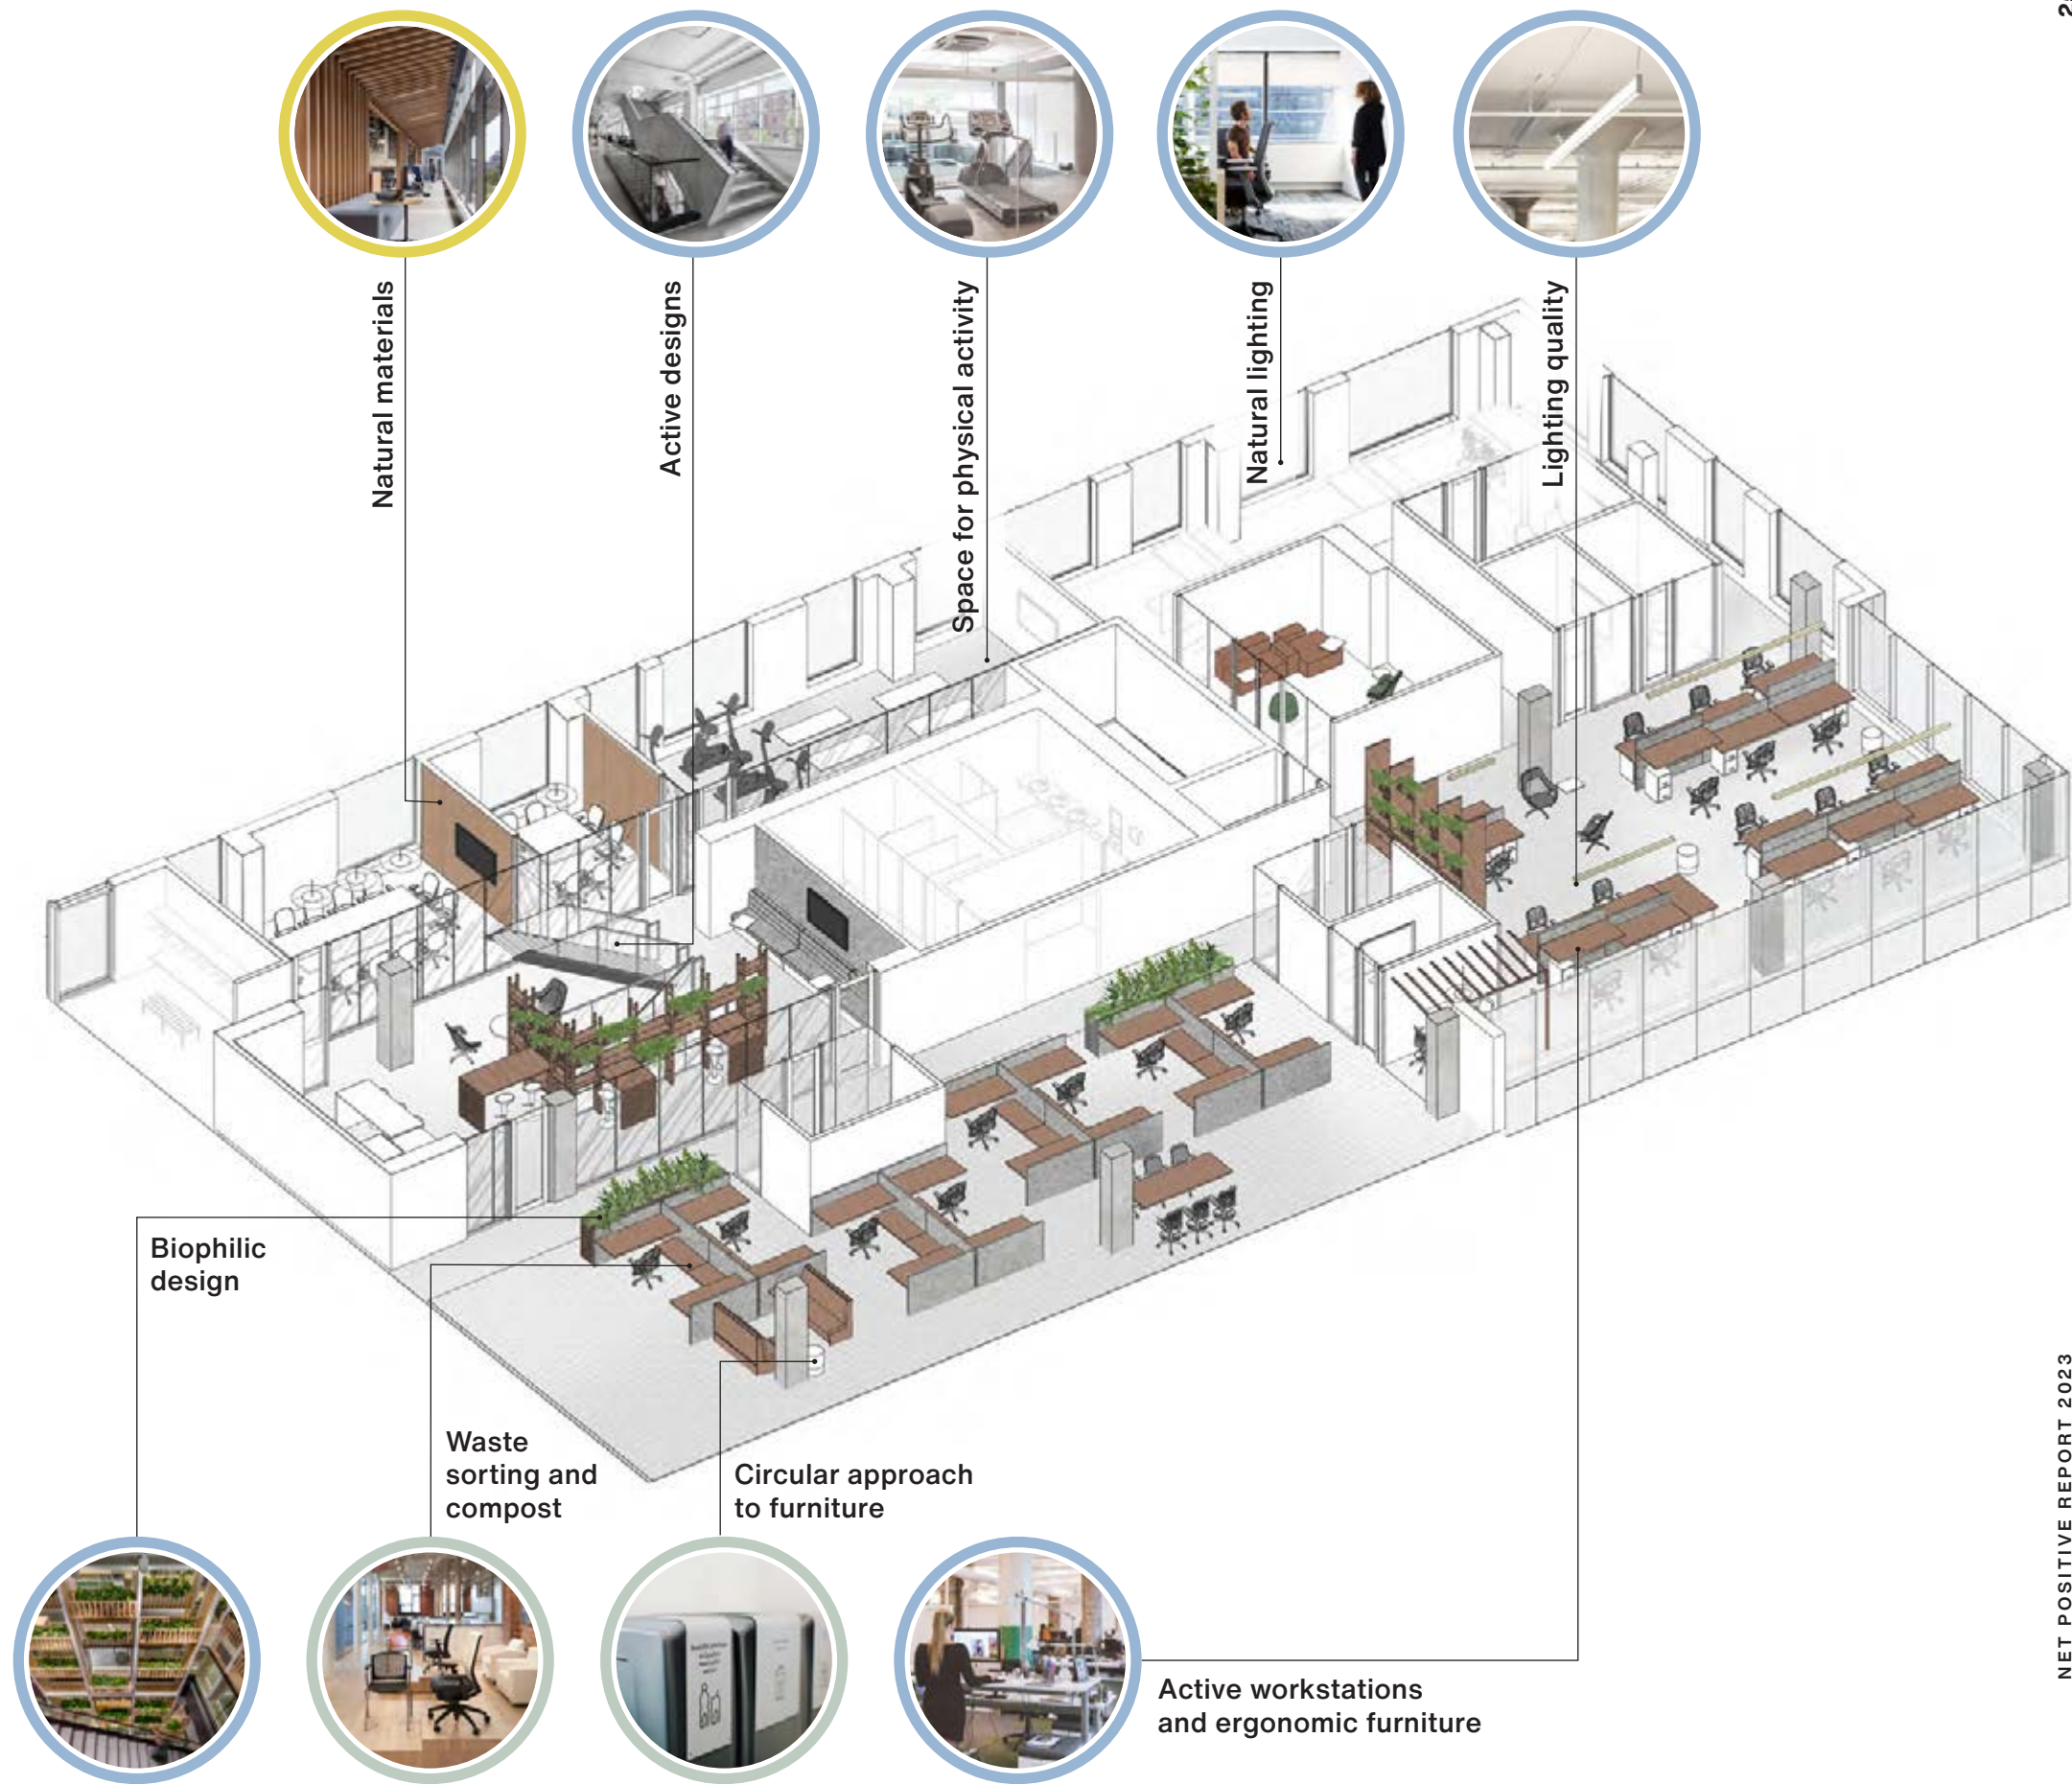 Natural materials
Active designs
Space for physical activity
Natural lighting
Lighting quality
Biophilic
design
Waste
sorting and
compost
Circular approach
to furniture
Active workstations
and ergonomic furniture
NET POSITIVE REPORT 2023